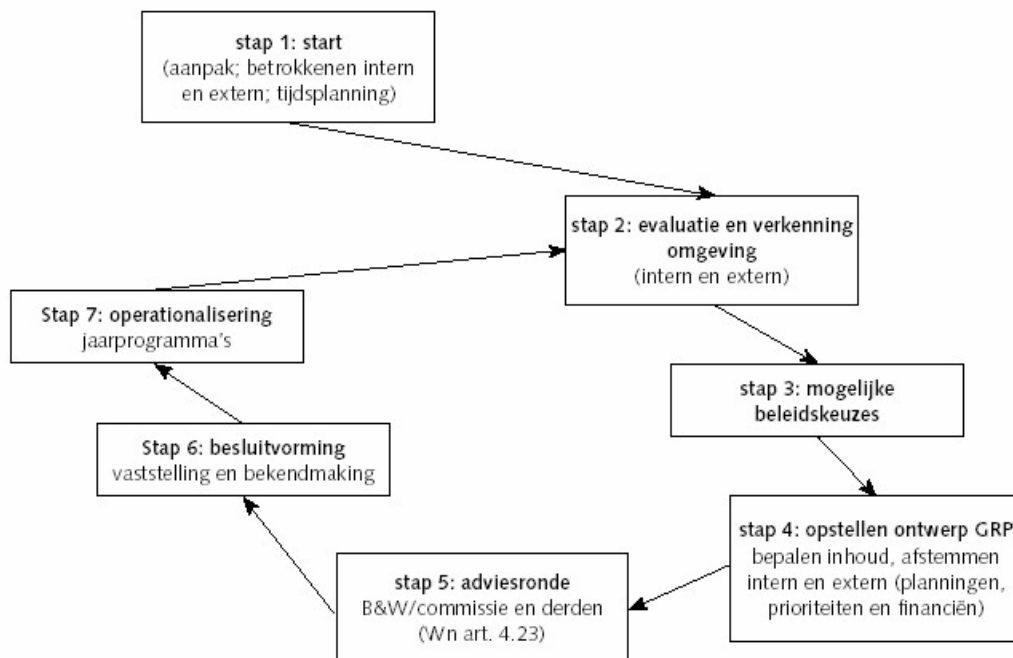 stap 1: start
(aanpak; betrokkenen intern
en extern; tijdsplanning)
stap 2: evaluatie en verkenning
omgeving
(intern en extern)
stap 3: mogelijke
beleidskeuzes
stap 4: opstellen ontwerp GRP
bepalen inhoud, afstemmen
intern en extern (planningen,
prioriteiten en financiën)
stap 5: adviesronde
B&W/commissie en derden
(Wn art. 4.23)
Stap 6: besluitvorming
vaststelling en bekendmaking
Stap 7: operationalisering
jaarprogramma's